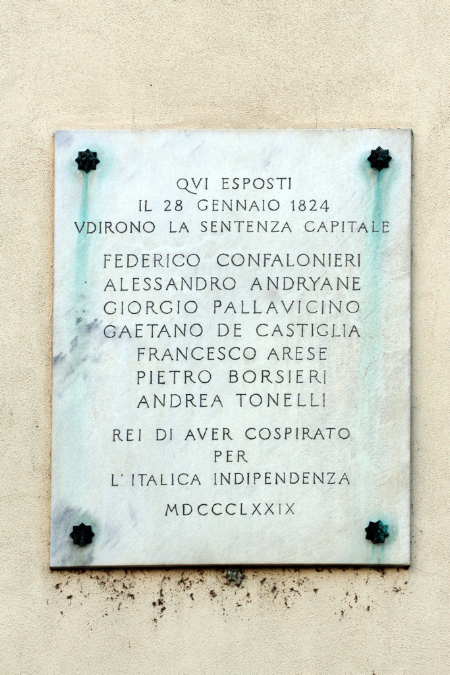 QVI ESPOSTI
IL 28 GENNAIO 1824
VDIRONO LA SENTENZA CAPITALE
FEDERICO CONFALONIERI
ALESSANDRO ANDRYANE
GIORGIO PALLAVICINO
GAETANO DE CASTIGLIA
FRANCESCO ARESE
PIETRO BORSIERI
ANDREA TONELLI
REI DI AVER COSPIRATO
PER
L'ITALICA INDIPENDENZA
MDCCCLXXIX